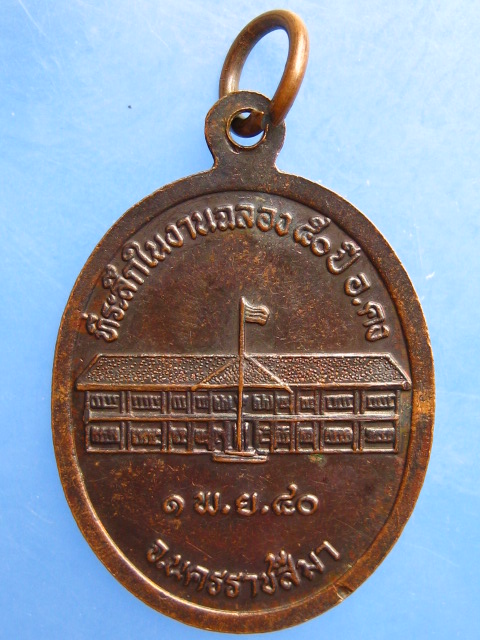 ที่ระลึกในงานฉลอง ๕๐ ปี อ.คง
๑ พ.ย.๔๐
จ.นครราชสีมา